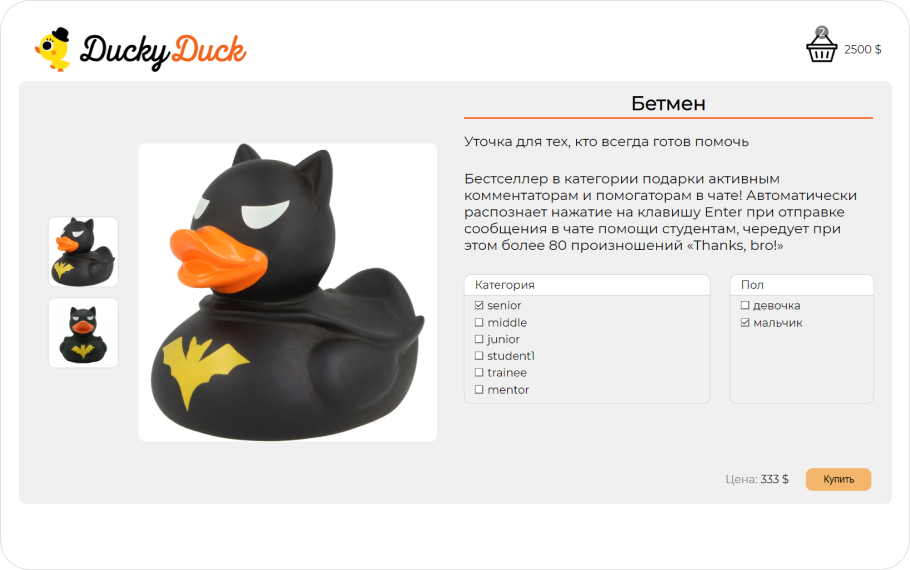 DuckyDuck
2
2500 $
Бетмен
Уточка для тех, кто всегда готов помочь
Бестселлер в категории подарки активным
комментаторам и помогаторам в чате! Автоматически
распознает нажатие на клавишу Enter при отправке
сообщения в чате помощи студентам, чередует при
этом более 80 произношений «Thanks, bro!»
Категория
senior
middle
junior
student1
trainee
mentor
Пол
девочка
мальчик
Цена: 333 $
Купить